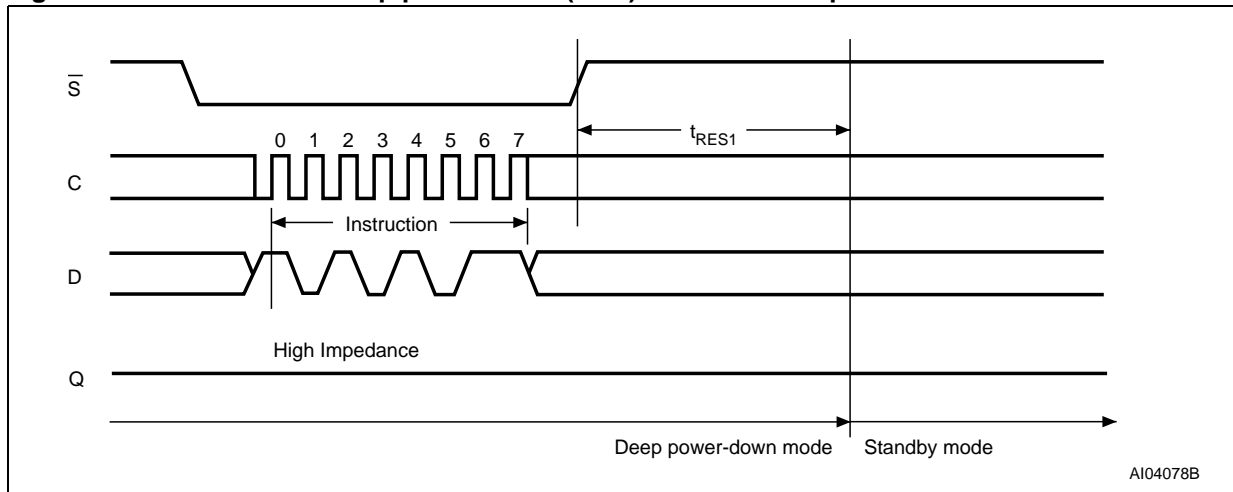 S
0 1 2 3 4 5 6 7
tRES1
C
Instruction
D
High Impedance
Q
Deep power-down mode Standby mode
AI04078B